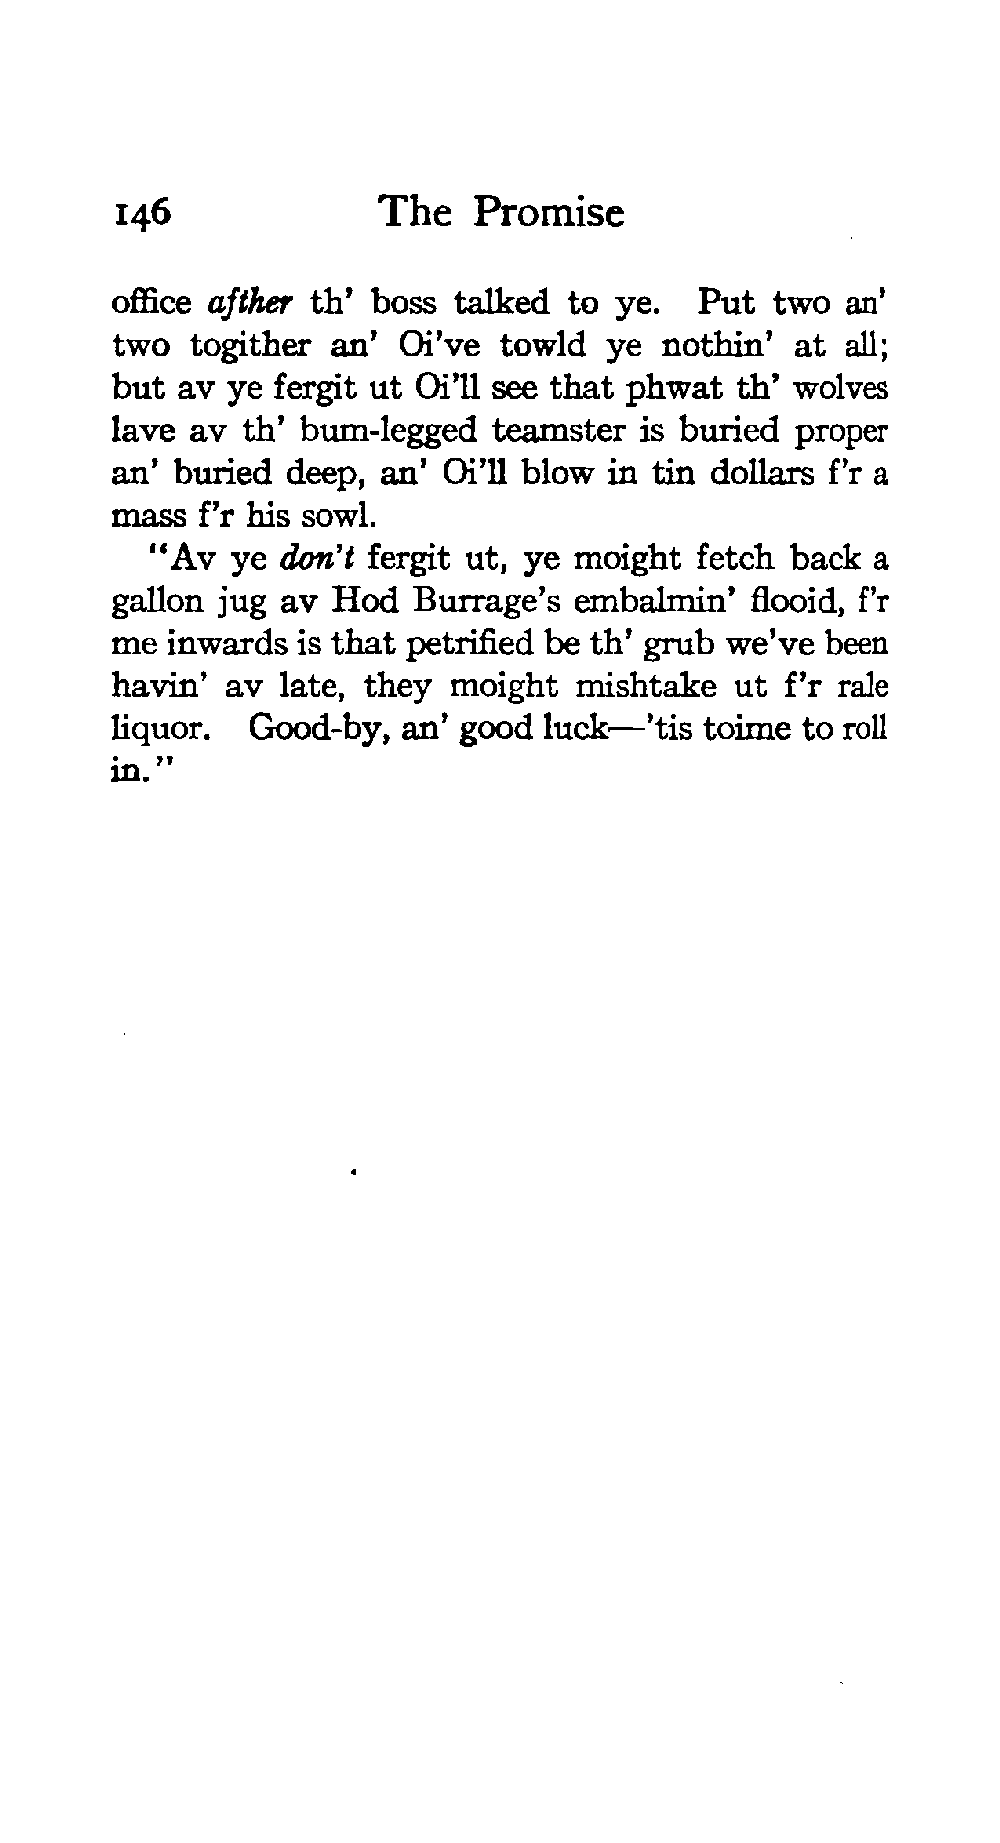 146 The Promise
office afther th' boss talked to ye. Put two an'
two togither an' Oi've towld ye nothin' at all;
but av ye fergit ut Oi'll see that phwat th' wolves
lave av th' bum-legged teamster is buried proper
an' buried deep, an' Oi'll blow in tin dollars f'r a
mass f'r his sowl.
"Av ye don't fergit ut, ye moight fetch back a
gallon jug av Hod Burrage's embalmin' flooid, f'r
me inwards is that petrified be th' grub we've been
havin' av late, they moight mishtake ut f'r rale
liquor. Good-by, an' good luck—'tis toime to roll
in."